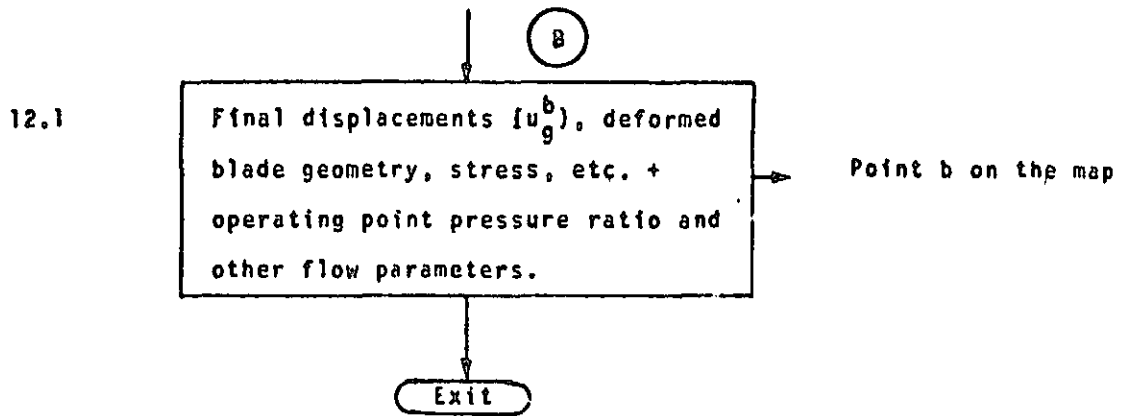 B
12.1
Final displacements {u_g^b}, deformed
blade geometry, stress, etc. +
operating point pressure ratio and
other flow parameters.
Point b on the map
Exit